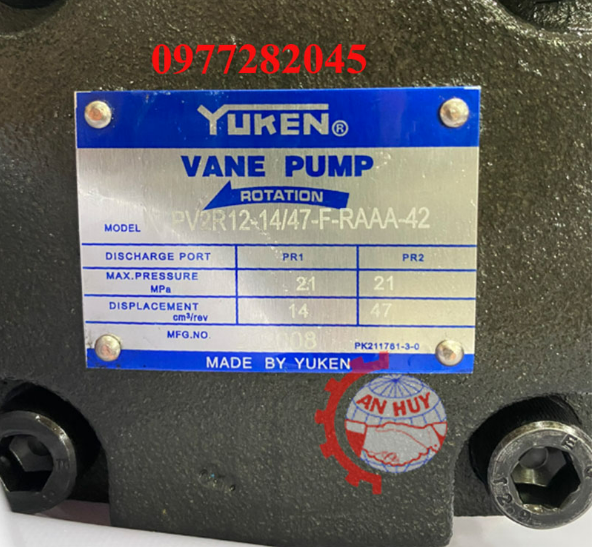 0977282045
YUKEN®
VANE PUMP
ROTATION
MODEL PV2R12-14/47-F-RAAA-42
DISCHARGE PORT PR1 PR2
MAX.PRESSURE MPa 21 21
DISPLACEMENT cm³/rev 14 47
MFG.NO. PK211761-3-0
MADE BY YUKEN
AN HUY